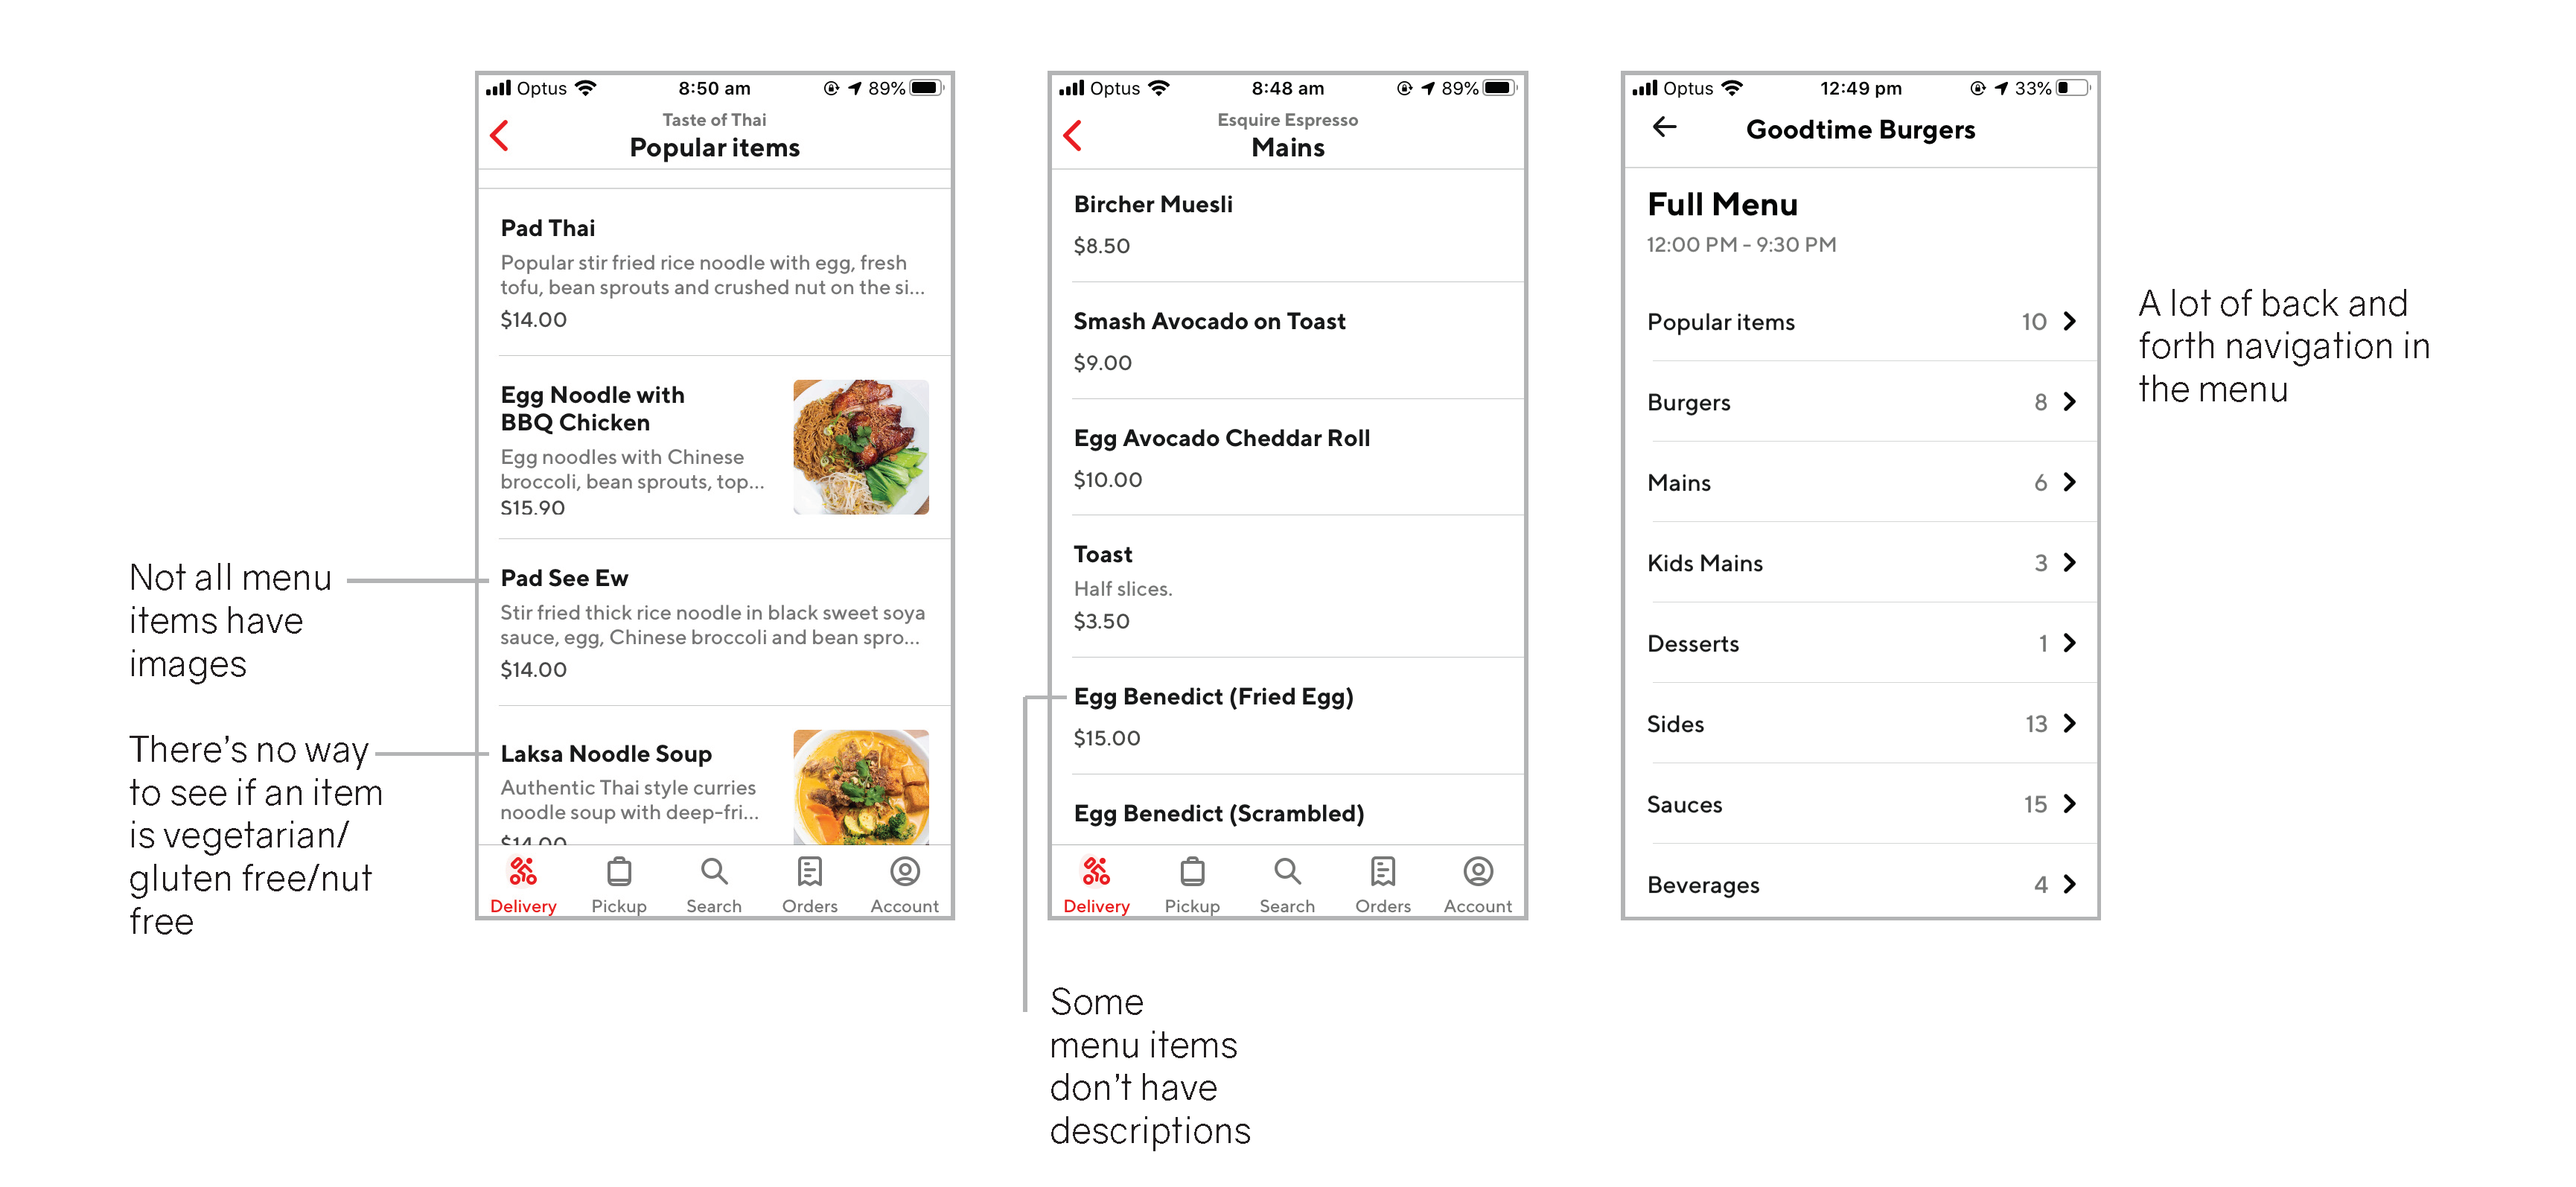 Optus 8:50 am 89%
Taste of Thai
Popular items
Pad Thai
Popular stir fried rice noodle with egg, fresh
tofu, bean sprouts and crushed nut on the si...
$14.00
Egg Noodle with
BBQ Chicken
Egg noodles with Chinese
broccoli, bean sprouts, top...
$15.90
Pad See Ew
Stir fried thick rice noodle in black sweet soya
sauce, egg, Chinese broccoli and bean spro...
$14.00
Laksa Noodle Soup
Authentic Thai style curries
noodle soup with deep-fri...
$14.00
Delivery Pickup Search Orders Account
Not all menu
items have
images
There's no way
to see if an item
is vegetarian/
gluten free/nut
free
Optus 8:48 am 89%
Esquire Espresso
Mains
Bircher Muesli
$8.50
Smash Avocado on Toast
$9.00
Egg Avocado Cheddar Roll
$10.00
Toast
Half slices.
$3.50
Egg Benedict (Fried Egg)
$15.00
Egg Benedict (Scrambled)
Delivery Pickup Search Orders Account
Some
menu items
don't have
descriptions
Optus 12:49 pm 33%
Goodtime Burgers
Full Menu
12:00 PM - 9:30 PM
Popular items 10
Burgers 8
Mains 6
Kids Mains 3
Desserts 1
Sides 13
Sauces 15
Beverages 4
A lot of back and
forth navigation in
the menu